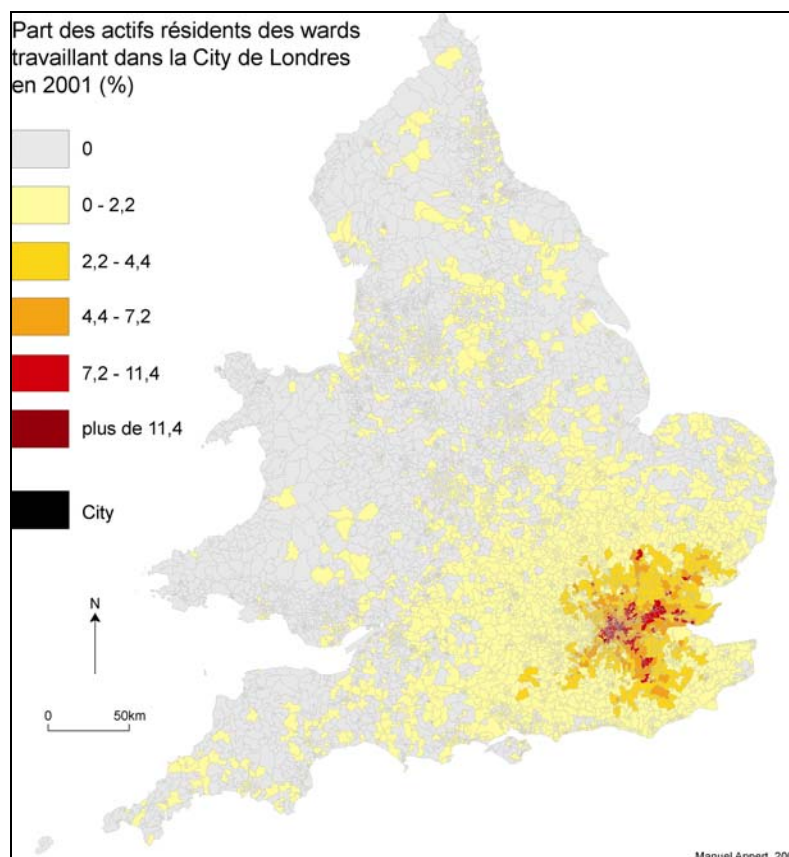 Part des actifs résidents des wards
travaillant dans la City de Londres
en 2001 (%)
0
0 - 2,2
2,2 - 4,4
4,4 - 7,2
7,2 - 11,4
plus de 11,4
City
N
0 50km
Manuel Appert, 200